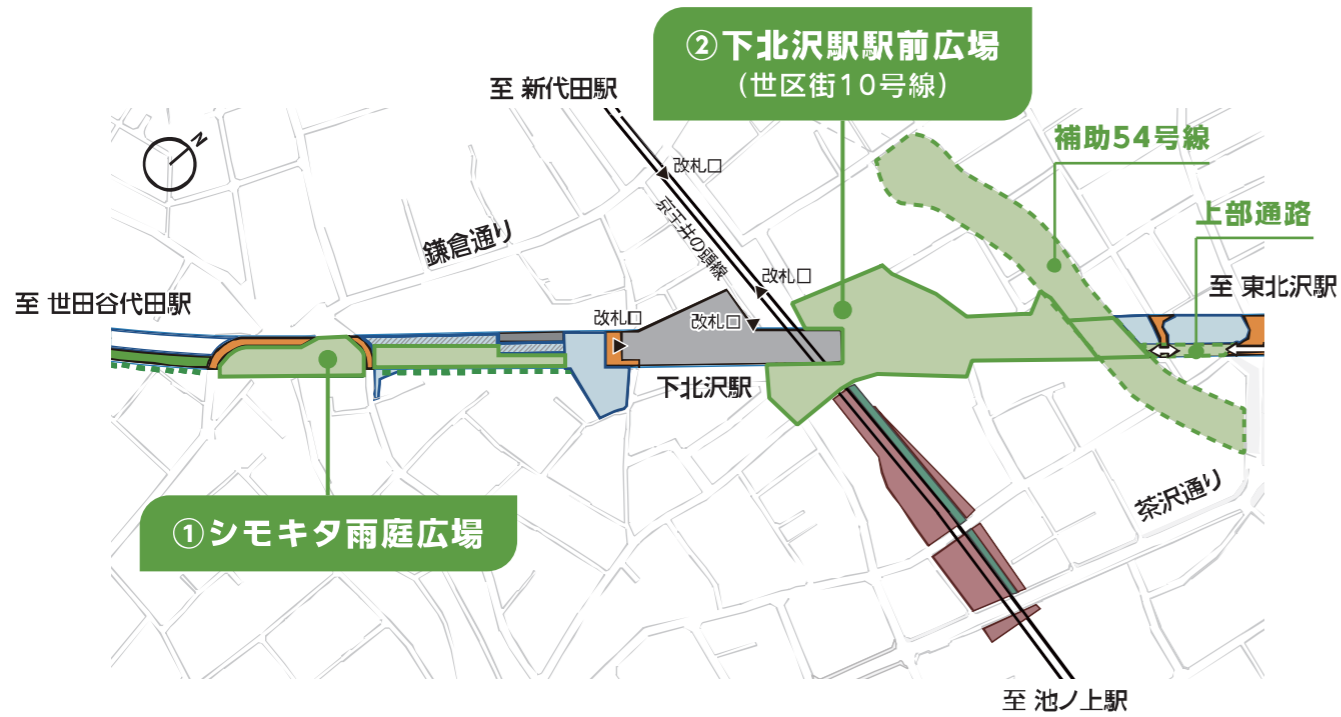 ②下北沢駅駅前広場
(世区街10号線)
至 新代田駅
補助54号線
N
改札口
上部通路
京王井の頭線
鎌倉通り
改札口
至 東北沢駅
至 世田谷代田駅
改札口
改札口
下北沢駅
茶沢通り
①シモキタ雨庭広場
至 池ノ上駅